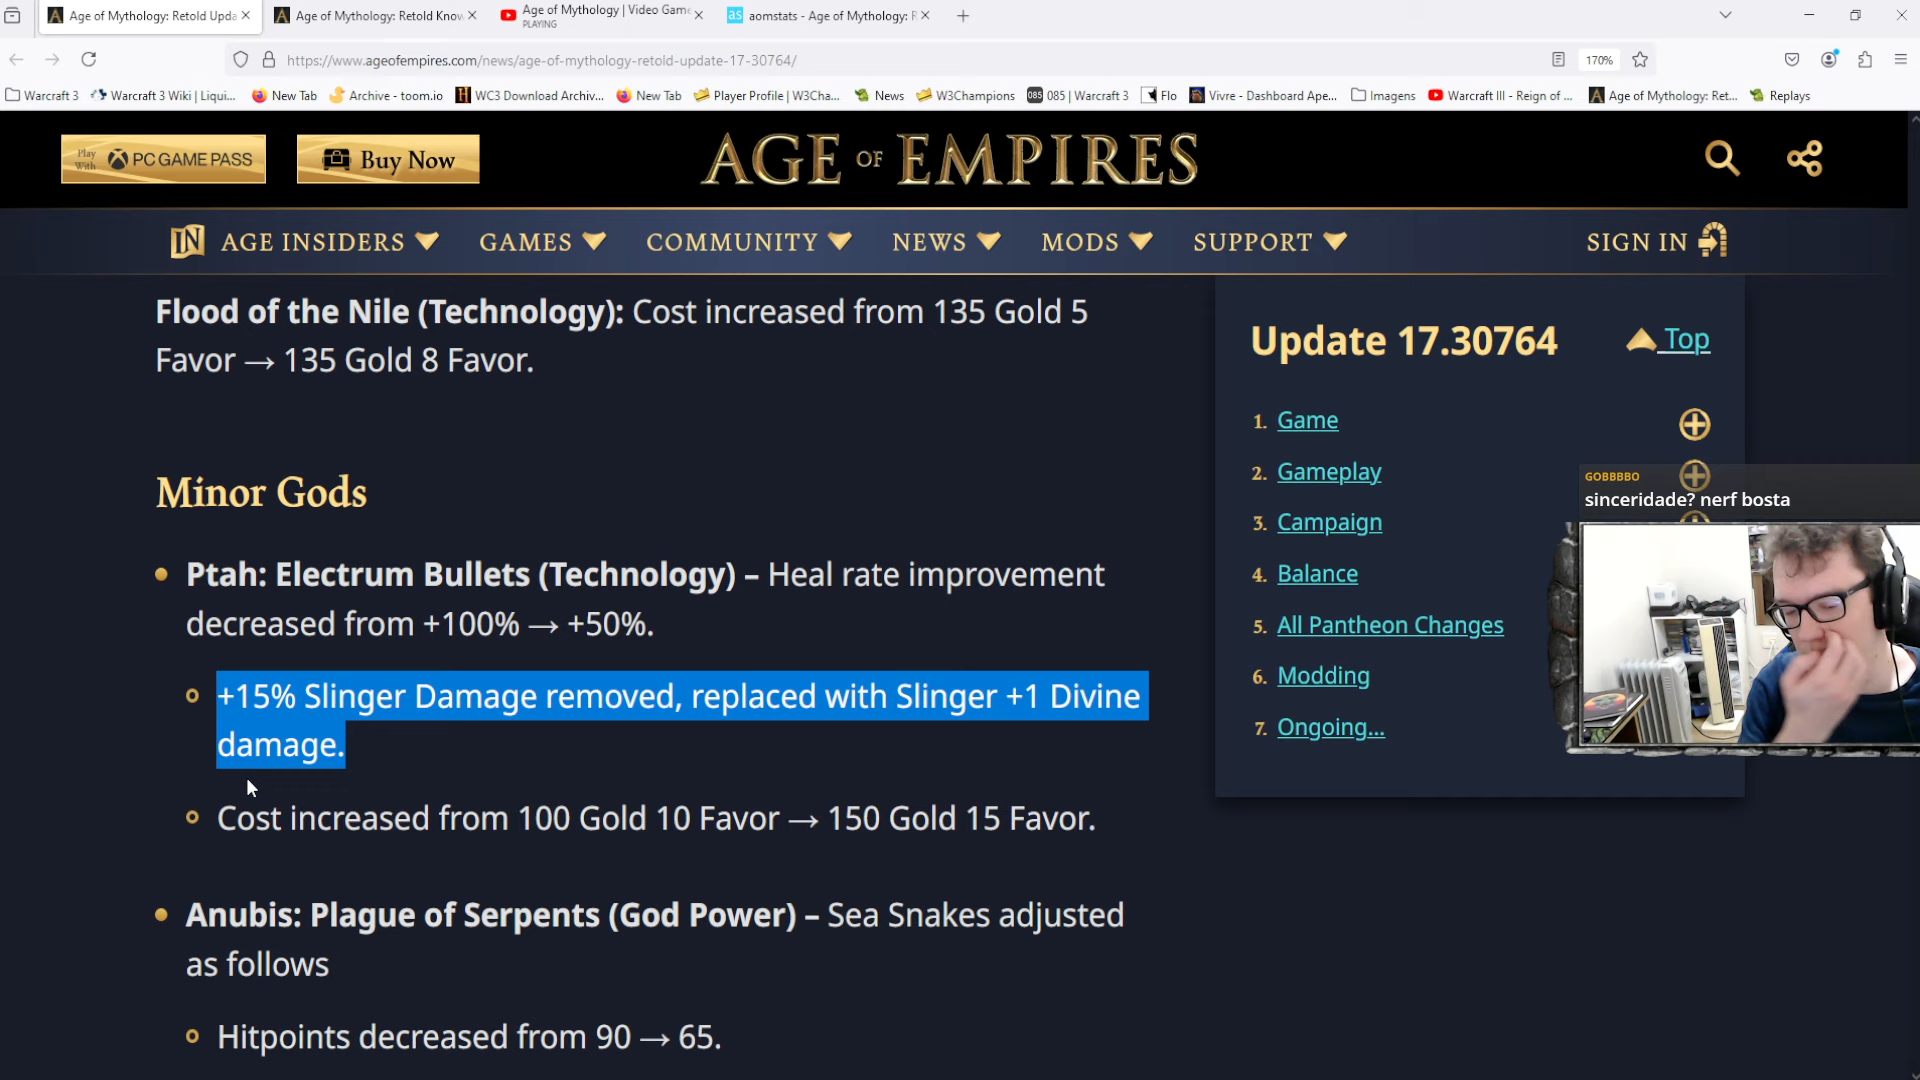 Age of Mythology: Retold Upda
Age of Mythology: Retold Know
Age of Mythology | Video Game
PLAYING
as aomstats - Age of Mythology: R
https://www.ageofempires.com/news/age-of-mythology-retold-update-17-30764/
170%
Warcraft 3
Warcraft 3 Wiki | Liqui...
New Tab
Archive - toom.io
WC3 Download Archiv...
New Tab
Player Profile | W3Cha...
News
W3Champions
085 085 | Warcraft 3
Flo
Vivre - Dashboard Ape...
Imagens
Warcraft III - Reign of ...
Age of Mythology: Ret...
Replays
Play With PC GAME PASS
Buy Now
AGE OF EMPIRES
IN AGE INSIDERS
GAMES
COMMUNITY
NEWS
MODS
SUPPORT
SIGN IN
Flood of the Nile (Technology): Cost increased from 135 Gold 5
Favor → 135 Gold 8 Favor.
Minor Gods
Ptah: Electrum Bullets (Technology) – Heal rate improvement
decreased from +100% → +50%.
+15% Slinger Damage removed, replaced with Slinger +1 Divine
damage.
Cost increased from 100 Gold 10 Favor → 150 Gold 15 Favor.
Anubis: Plague of Serpents (God Power) – Sea Snakes adjusted
as follows
Hitpoints decreased from 90 → 65.
Update 17.30764
Top
1. Game
2. Gameplay
3. Campaign
4. Balance
5. All Pantheon Changes
6. Modding
7. Ongoing...
GOBBBBO
sinceridade? nerf bosta